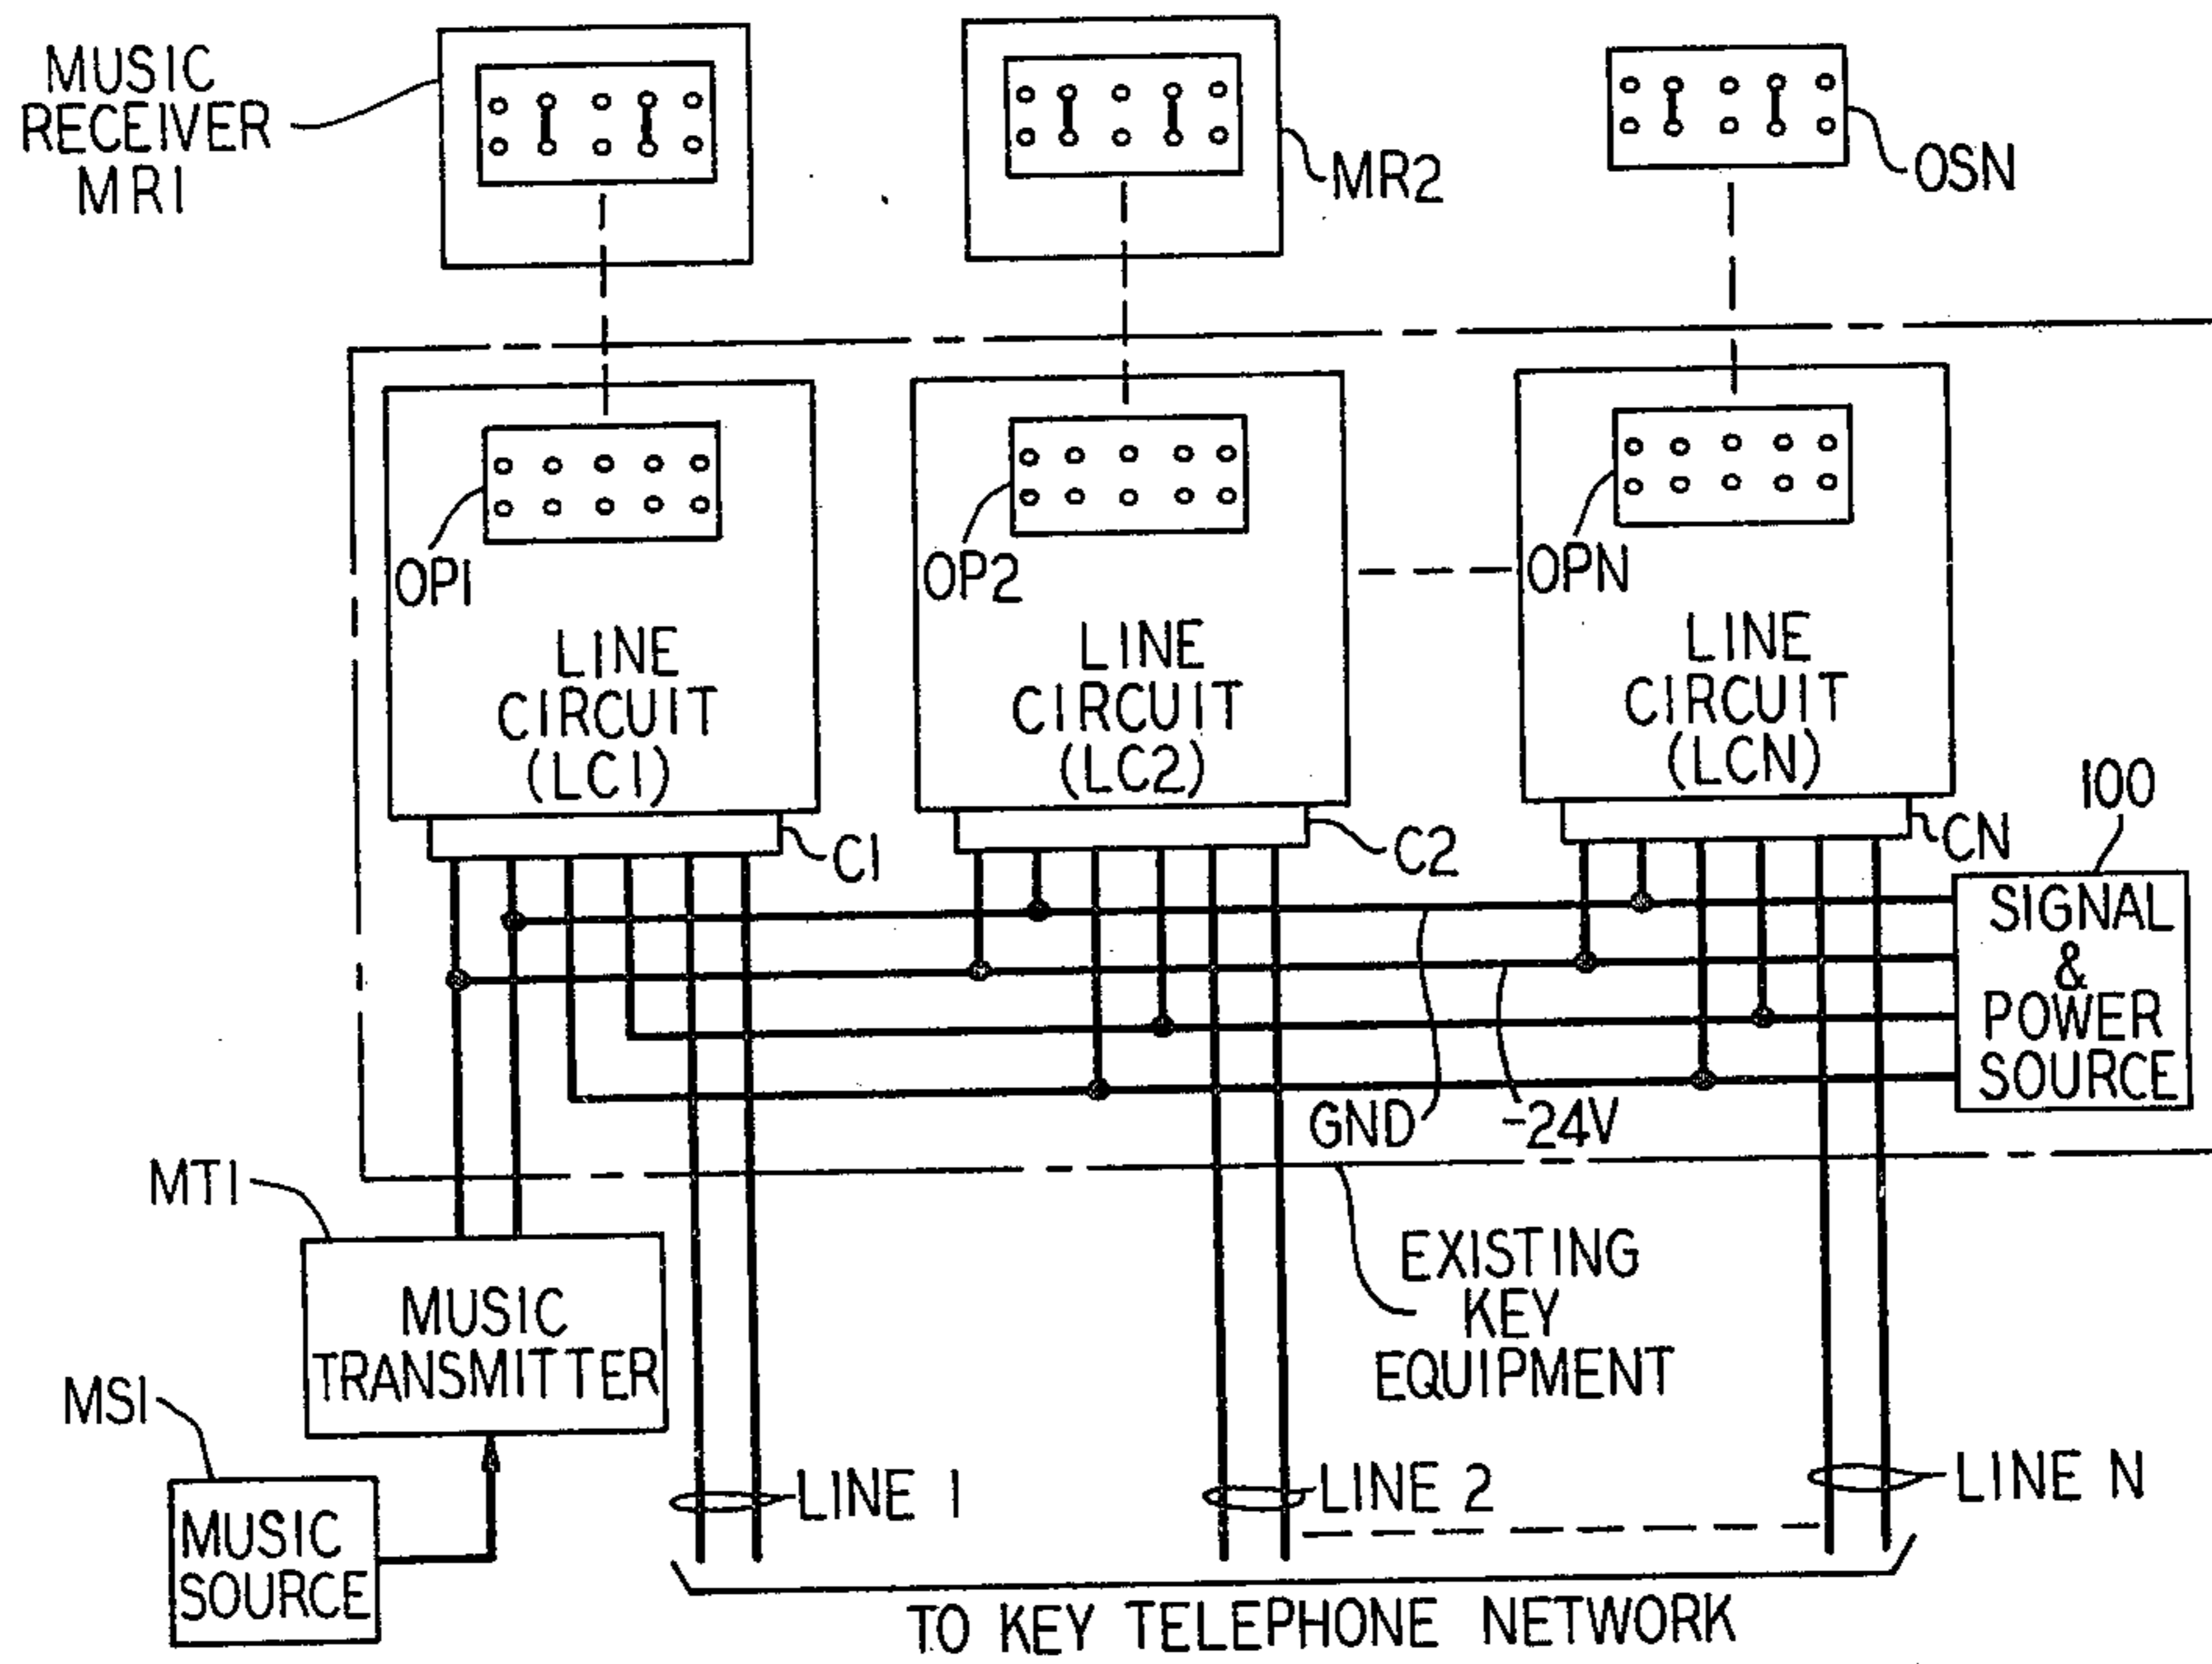 MUSIC
RECEIVER
MR1
MR2
OSN
OP1
OP2
OPN
LINE
CIRCUIT
(LC1)
LINE
CIRCUIT
(LC2)
LINE
CIRCUIT
(LCN)
C1
C2
CN
100
SIGNAL
&
POWER
SOURCE
GND
-24V
MT1
MUSIC
TRANSMITTER
EXISTING
KEY
EQUIPMENT
MS1
MUSIC
SOURCE
LINE 1
LINE 2
LINE N
TO KEY TELEPHONE NETWORK